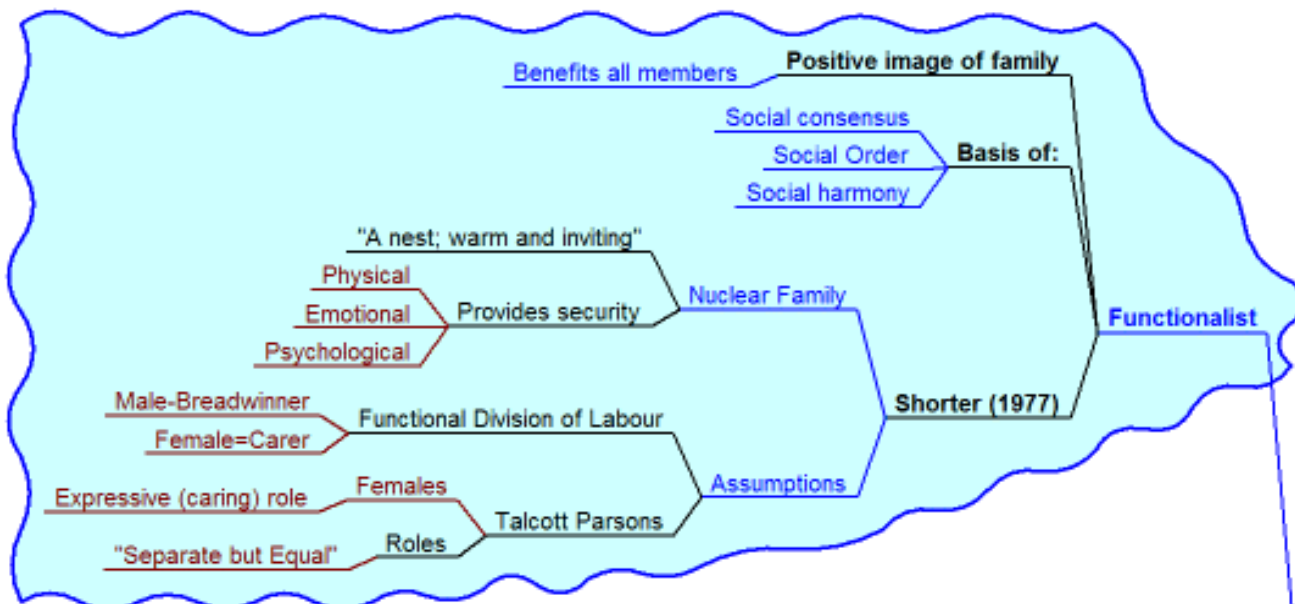 Positive image of family
Benefits all members
Social consensus
Basis of:
Social Order
Social harmony
"A nest; warm and inviting"
Physical
Nuclear Family
Provides security
Emotional
Functionalist
Psychological
Male-Breadwinner
Shorter (1977)
Functional Division of Labour
Female=Carer
Assumptions
Females
Expressive (caring) role
Talcott Parsons
Roles
"Separate but Equal"